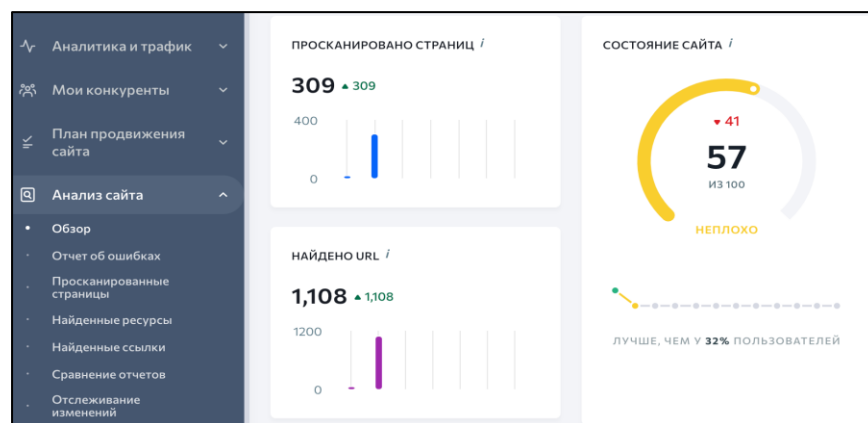 Аналитика и трафик
Мои конкуренты
План продвижения
сайта
Анализ сайта
Обзор
Отчет об ошибках
Просканированные
страницы
Найденные ресурсы
Найденные ссылки
Сравнение отчетов
Отслеживание
изменений
ПРОСКАНИРОВАНО СТРАНИЦ i
309 ▲ 309
400
0
НАЙДЕНО URL i
1,108 ▲ 1,108
1200
0
СОСТОЯНИЕ САЙТА i
▼ 41
57
ИЗ 100
НЕПЛОХО
ЛУЧШЕ, ЧЕМ У 32% ПОЛЬЗОВАТЕЛЕЙ